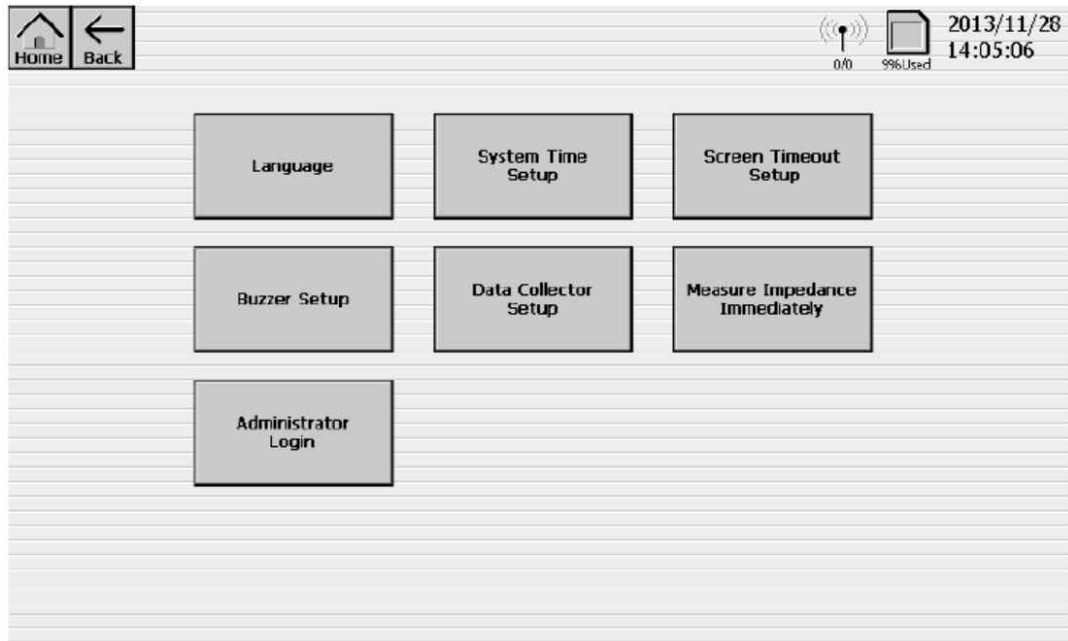 Home Back
0/0
9%Used
2013/11/28
14:05:06
Language
System Time
Setup
Screen Timeout
Setup
Buzzer Setup
Data Collector
Setup
Measure Impedance
Immediately
Administrator
Login